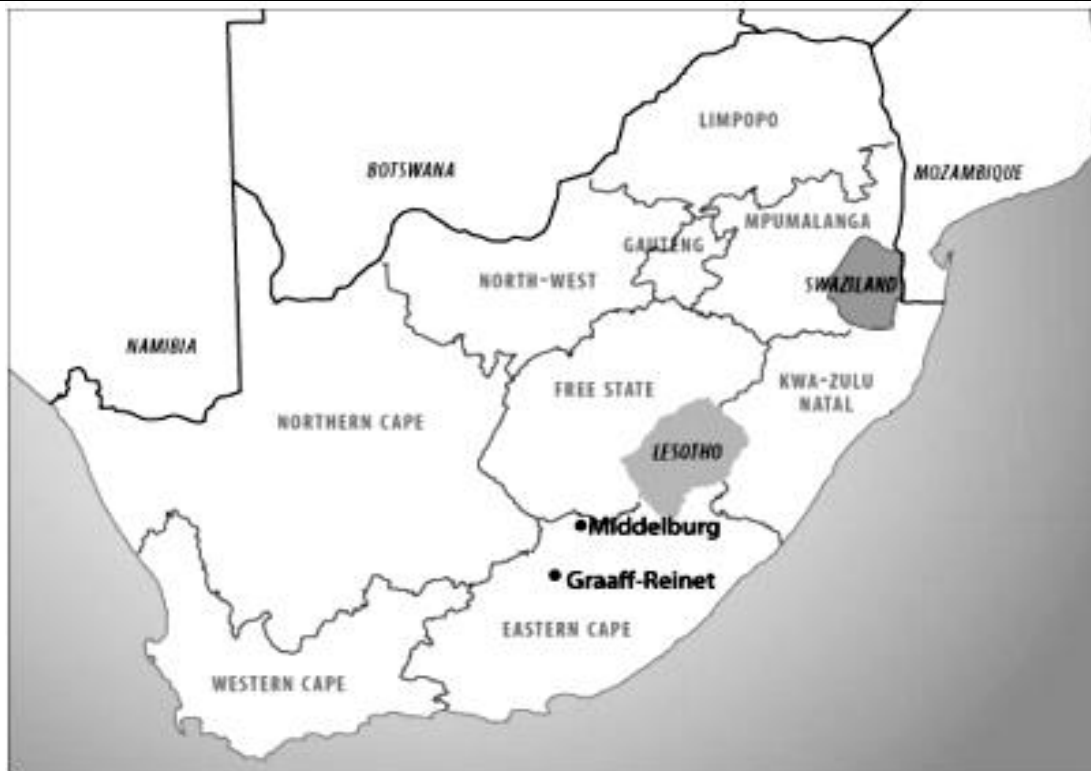 LIMPOPO
BOTSWANA
MOZAMBIQUE
MPUMALANGA
GAUTENG
NORTH-WEST
SWAZILAND
NAMIBIA
FREE STATE
KWA-ZULU
NATAL
NORTHERN CAPE
LESOTHO
Middelburg
Graaff-Reinet
EASTERN CAPE
WESTERN CAPE